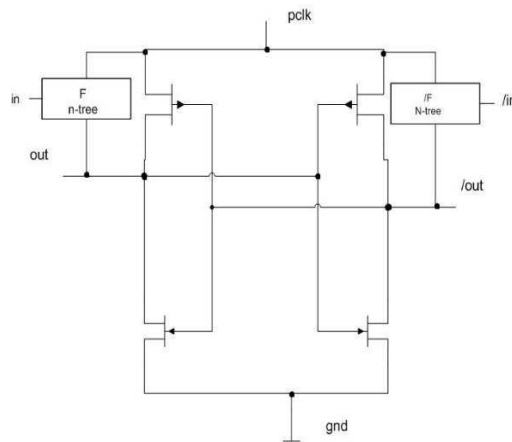 pclk
F
n-tree
in
/F
N-tree
/in
out
/out
gnd